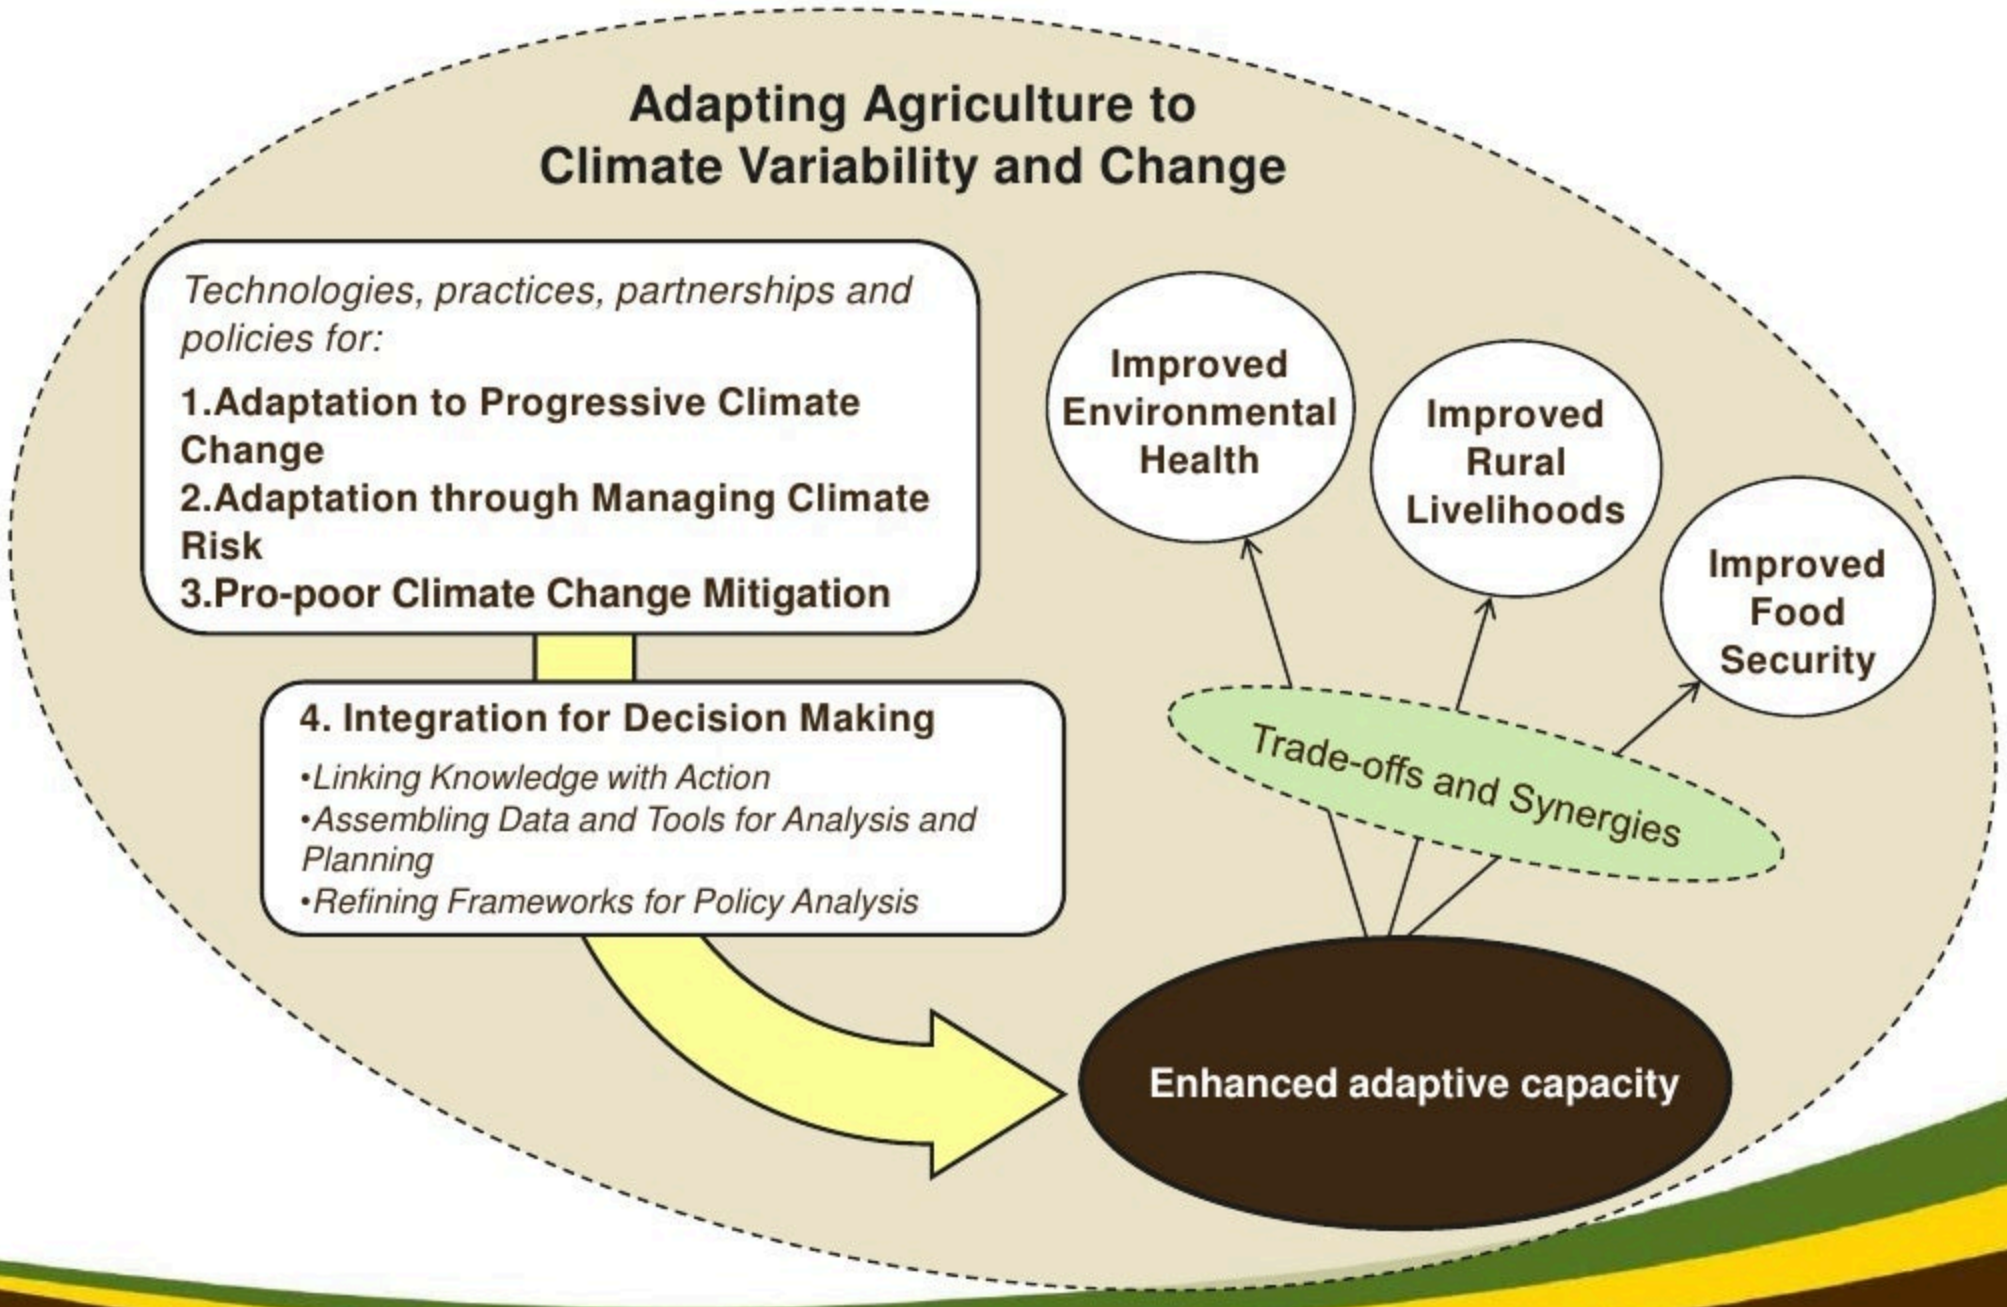 Adapting Agriculture to
Climate Variability and Change
Technologies, practices, partnerships and
policies for:
1.Adaptation to Progressive Climate
Change
2.Adaptation through Managing Climate
Risk
3.Pro-poor Climate Change Mitigation
4. Integration for Decision Making
•Linking Knowledge with Action
•Assembling Data and Tools for Analysis and
Planning
•Refining Frameworks for Policy Analysis
Improved
Environmental
Health
Improved
Rural
Livelihoods
Improved
Food
Security
Trade-offs and Synergies
Enhanced adaptive capacity